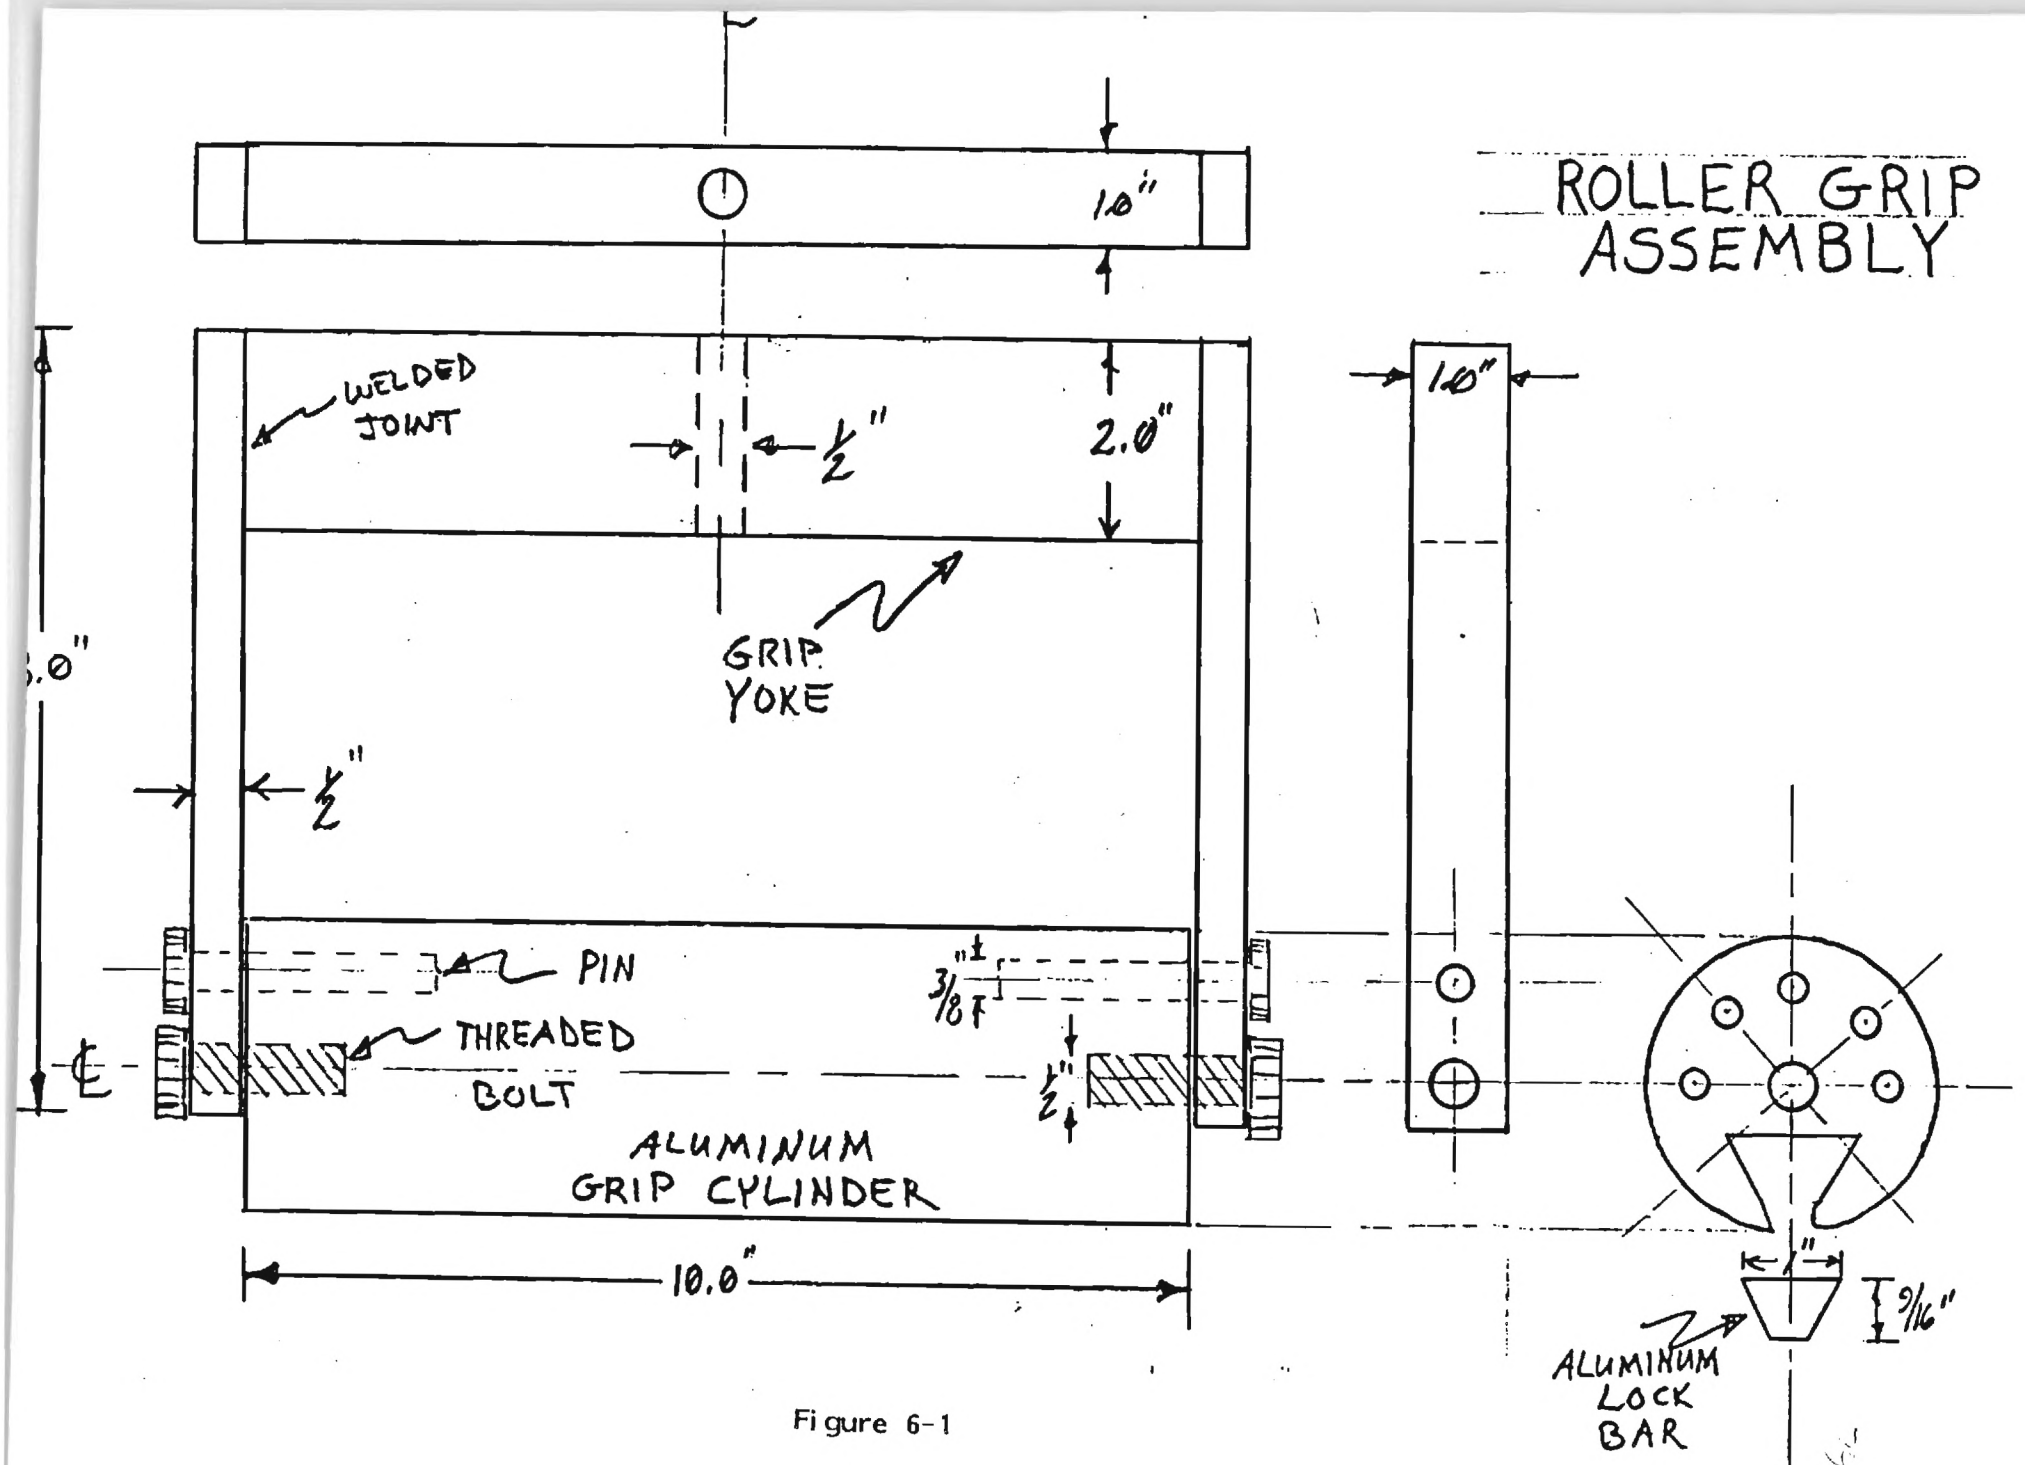 ROLLER GRIP
ASSEMBLY
1.0"
WELDED
JOINT
1/2"
2.0"
1.0"
.0"
GRIP
YOKE
1/2"
PIN
3/8"
THREADED
BOLT
℄
1/2"
ALUMINUM
GRIP CYLINDER
10.0"
1"
9/16"
ALUMINUM
LOCK
BAR
Figure 6-1